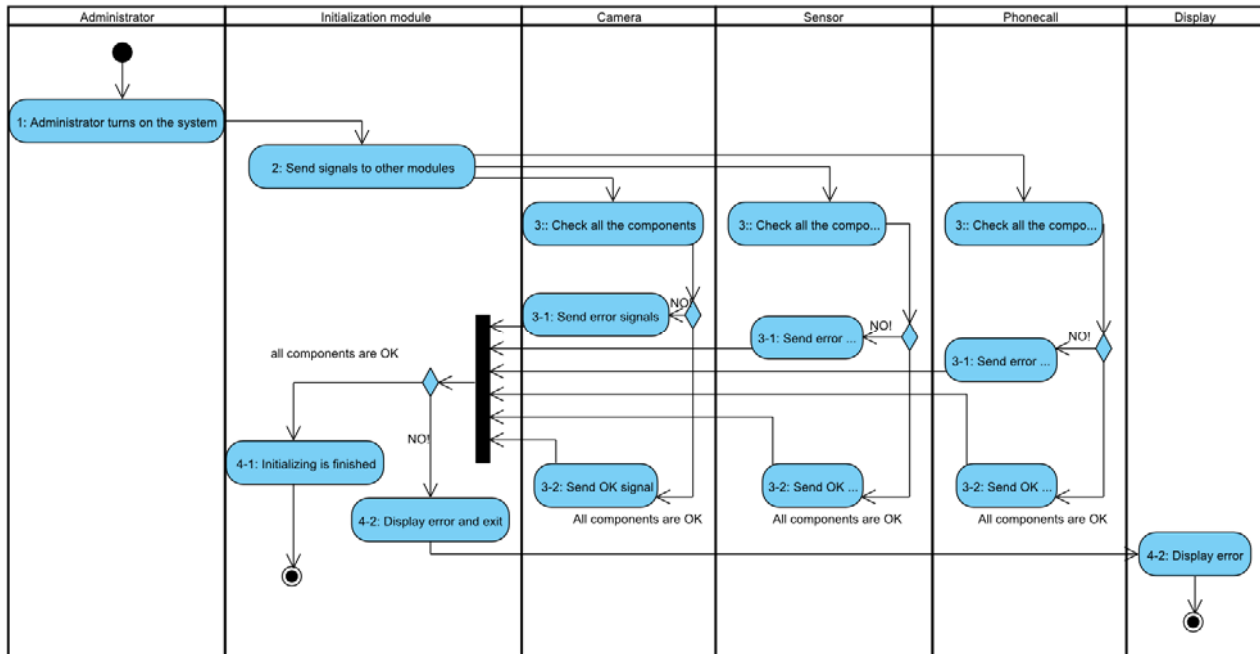 Administrator
Initialization module
Camera
Sensor
Phonecall
Display
1: Administrator turns on the system
2: Send signals to other modules
3:: Check all the components
3:: Check all the compo...
3:: Check all the compo...
NO!
3-1: Send error signals
NO!
3-1: Send error ...
NO!
3-1: Send error ...
all components are OK
NO!
4-1: Initializing is finished
3-2: Send OK signal
3-2: Send OK ...
3-2: Send OK ...
4-2: Display error and exit
All components are OK
All components are OK
All components are OK
4-2: Display error